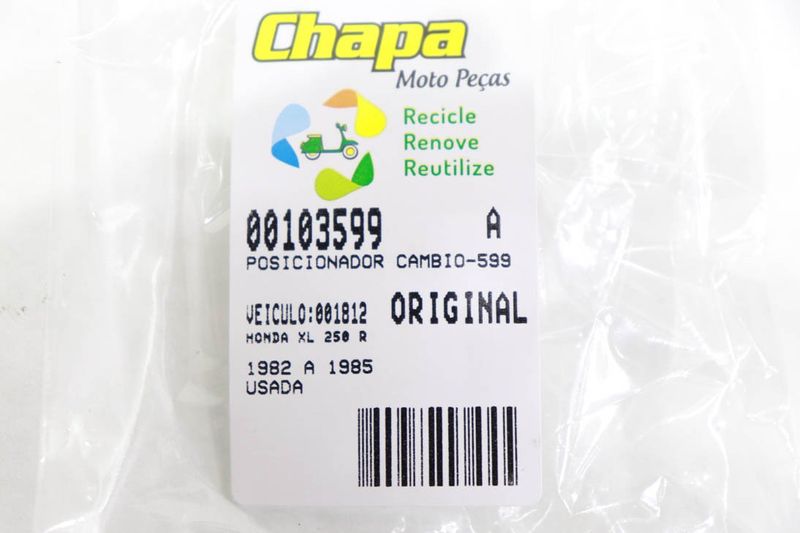 Chapa
Moto Peças
Recicle
Renove
Reutilize
00103599 A
POSICIONADOR CAMBIO-599
VEICULO:001812 ORIGINAL
HONDA XL 250 R
1982 A 1985
USADA